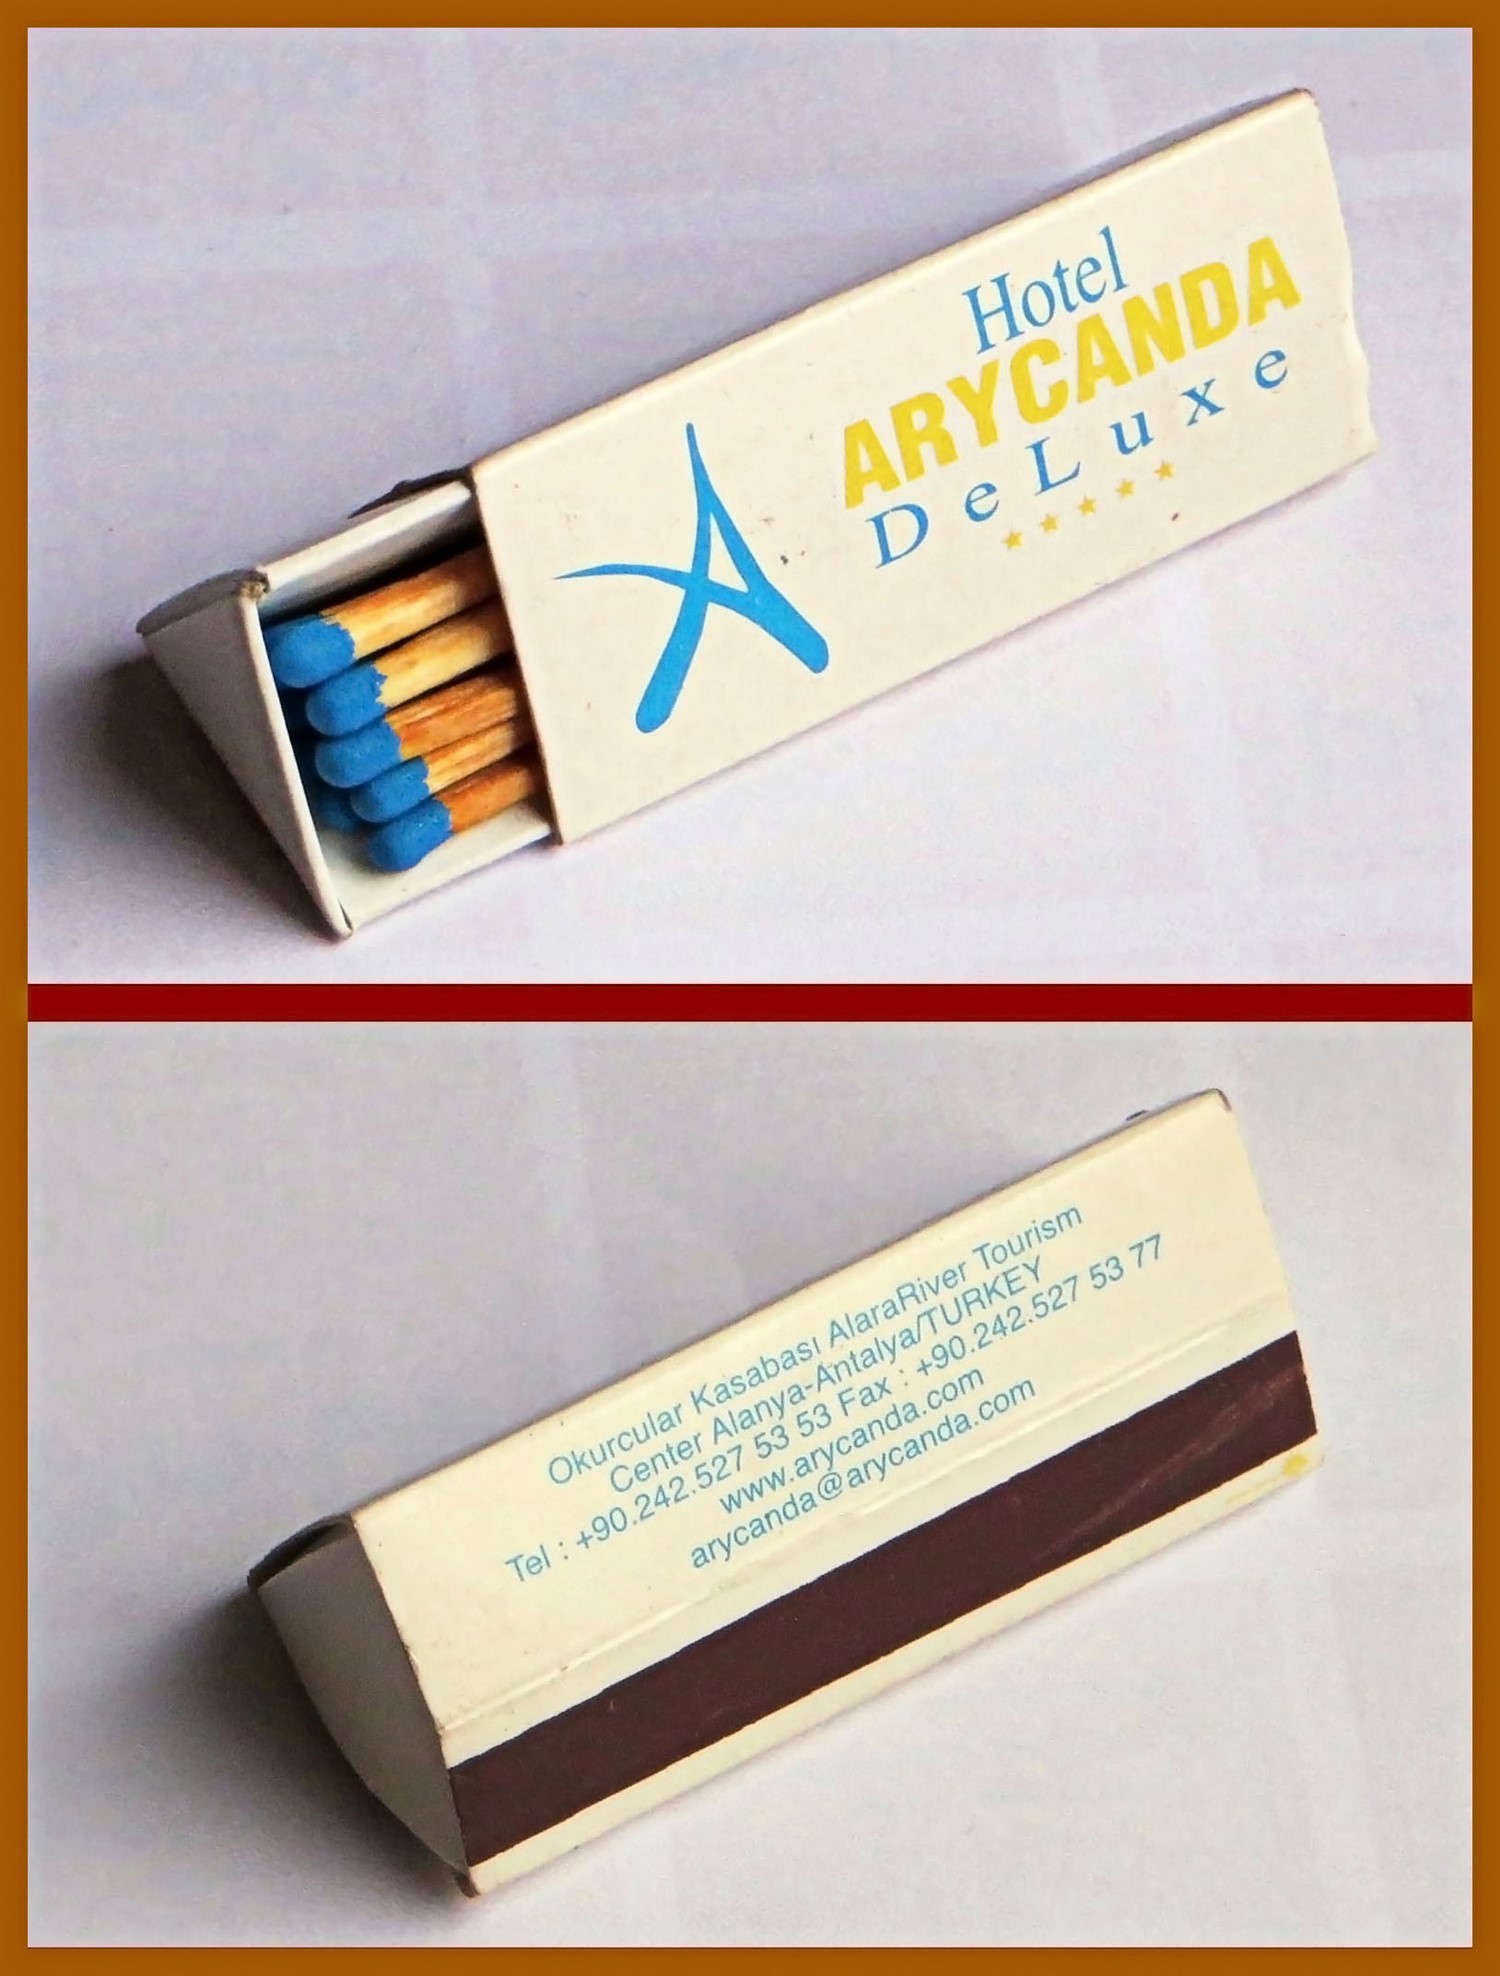 Hotel
ARYCANDA
DeLuxe
Okurcular Kasabası AlaraRiver Tourism
Center Alanya-Antalya/TURKEY
Tel : +90.242.527 53 53 Fax : +90.242.527 53 77
www.arycanda.com
arycanda@arycanda.com